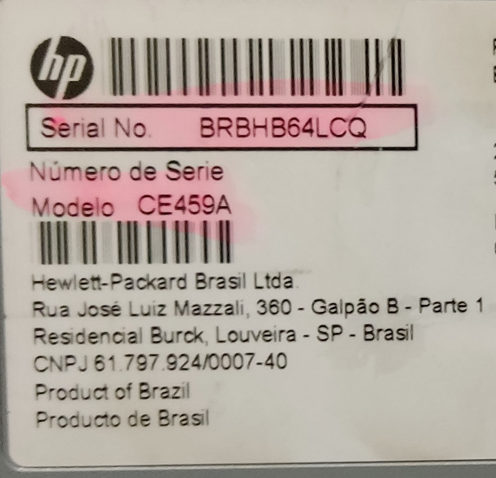 hp
Serial No. BRBHB64LCQ
Número de Serie
Modelo CE459A
Hewlett-Packard Brasil Ltda.
Rua José Luiz Mazzali, 360 - Galpão B - Parte 1
Residencial Burck, Louveira - SP - Brasil
CNPJ 61.797.924/0007-40
Product of Brazil
Producto de Brasil